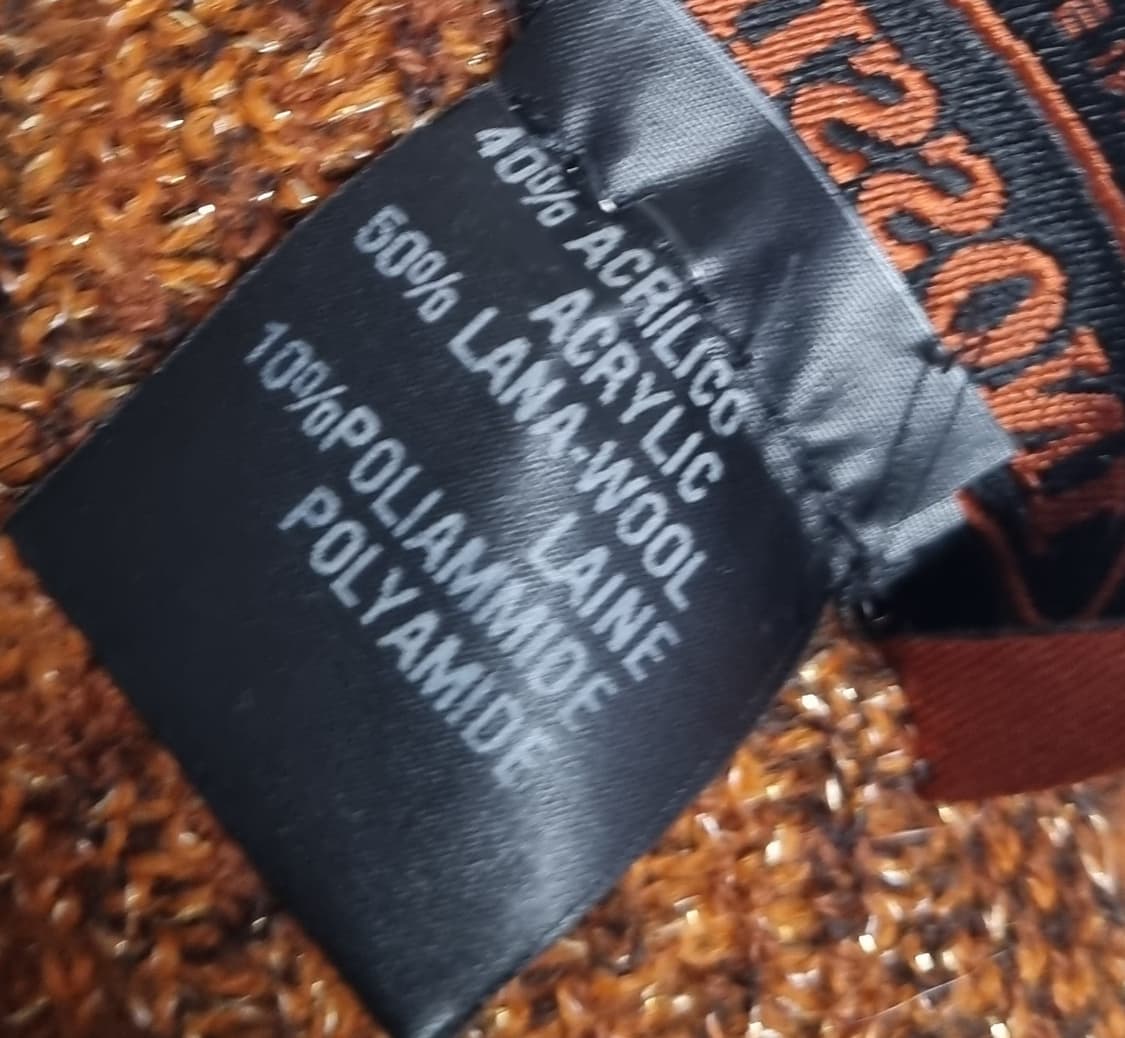 40% ACRILICO
ACRYLIC
50% LANA-WOOL
LAINE
10%POLIAMMIDE
POLYAMIDE